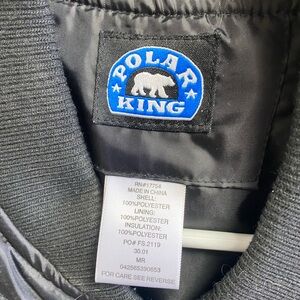 POLAR
KING
RN#17754
MADE IN CHINA
SHELL:
100%POLYESTER
LINING:
100%POLYESTER
INSULATION:
100%POLYESTER
PO# FS.2119
30.01
MR
042565390653
FOR CARE SEE REVERSE